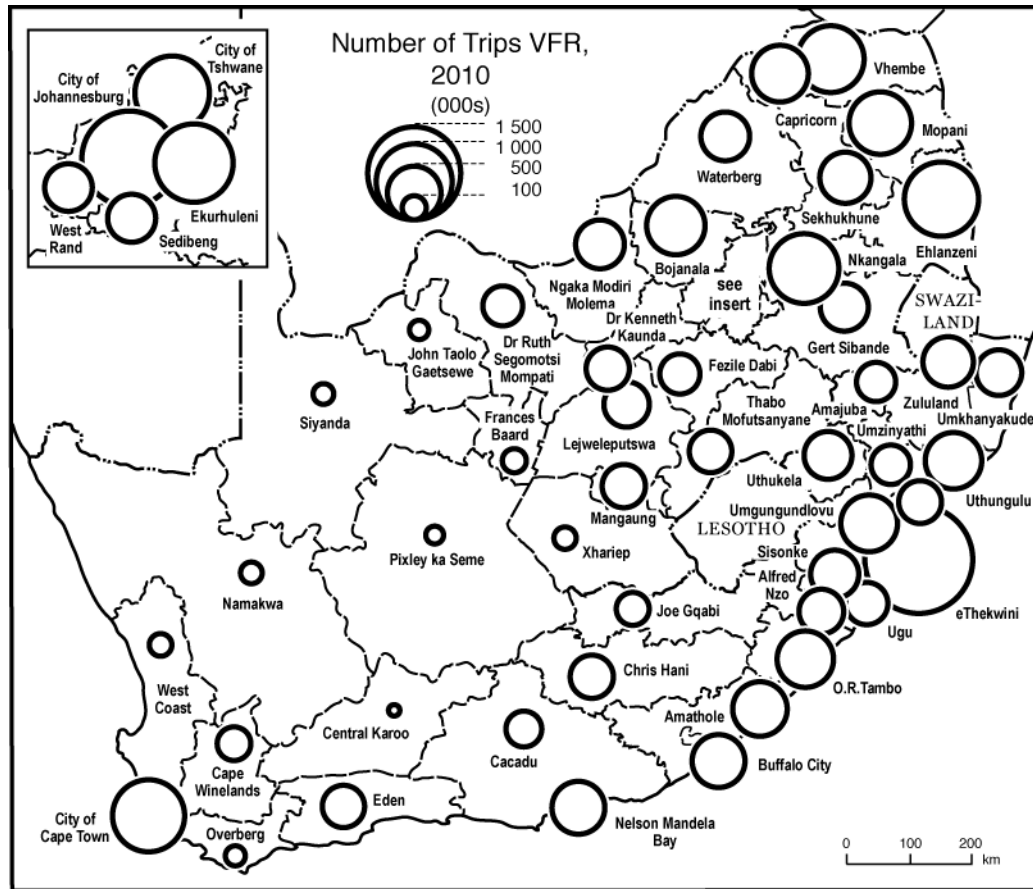 Number of Trips VFR,
2010
(000s)
1 500
1 000
500
100
City of
Tshwane
City of
Johannesburg
West
Rand
Sedibeng
Ekurhuleni
Vhembe
Capricorn
Mopani
Waterberg
Sekhukhune
Ehlanzeni
Bojanala
Nkangala
see
insert
Ngaka Modiri
Molema
SWAZI-
LAND
Gert Sibande
Dr Kenneth
Kaunda
John Taolo
Gaetsewe
Dr Ruth
Segomotsi
Mompati
Fezile Dabi
Siyanda
Frances
Baard
Lejweleputswa
Thabo
Mofutsanyane
Amajuba
Zululand
Umkhanyakude
Umzinyathi
Uthukela
Uthungulu
Mangaung
Umgungundlovu
LESOTHO
Pixley ka Seme
Xhariep
Sisonke
Alfred
Nzo
Namakwa
Joe Gqabi
Ugu
eThekwini
West
Coast
Chris Hani
O.R.Tambo
Central Karoo
Cacadu
Amathole
Cape
Winelands
Buffalo City
Eden
City of
Cape Town
Overberg
Nelson Mandela
Bay
0 100 200
km